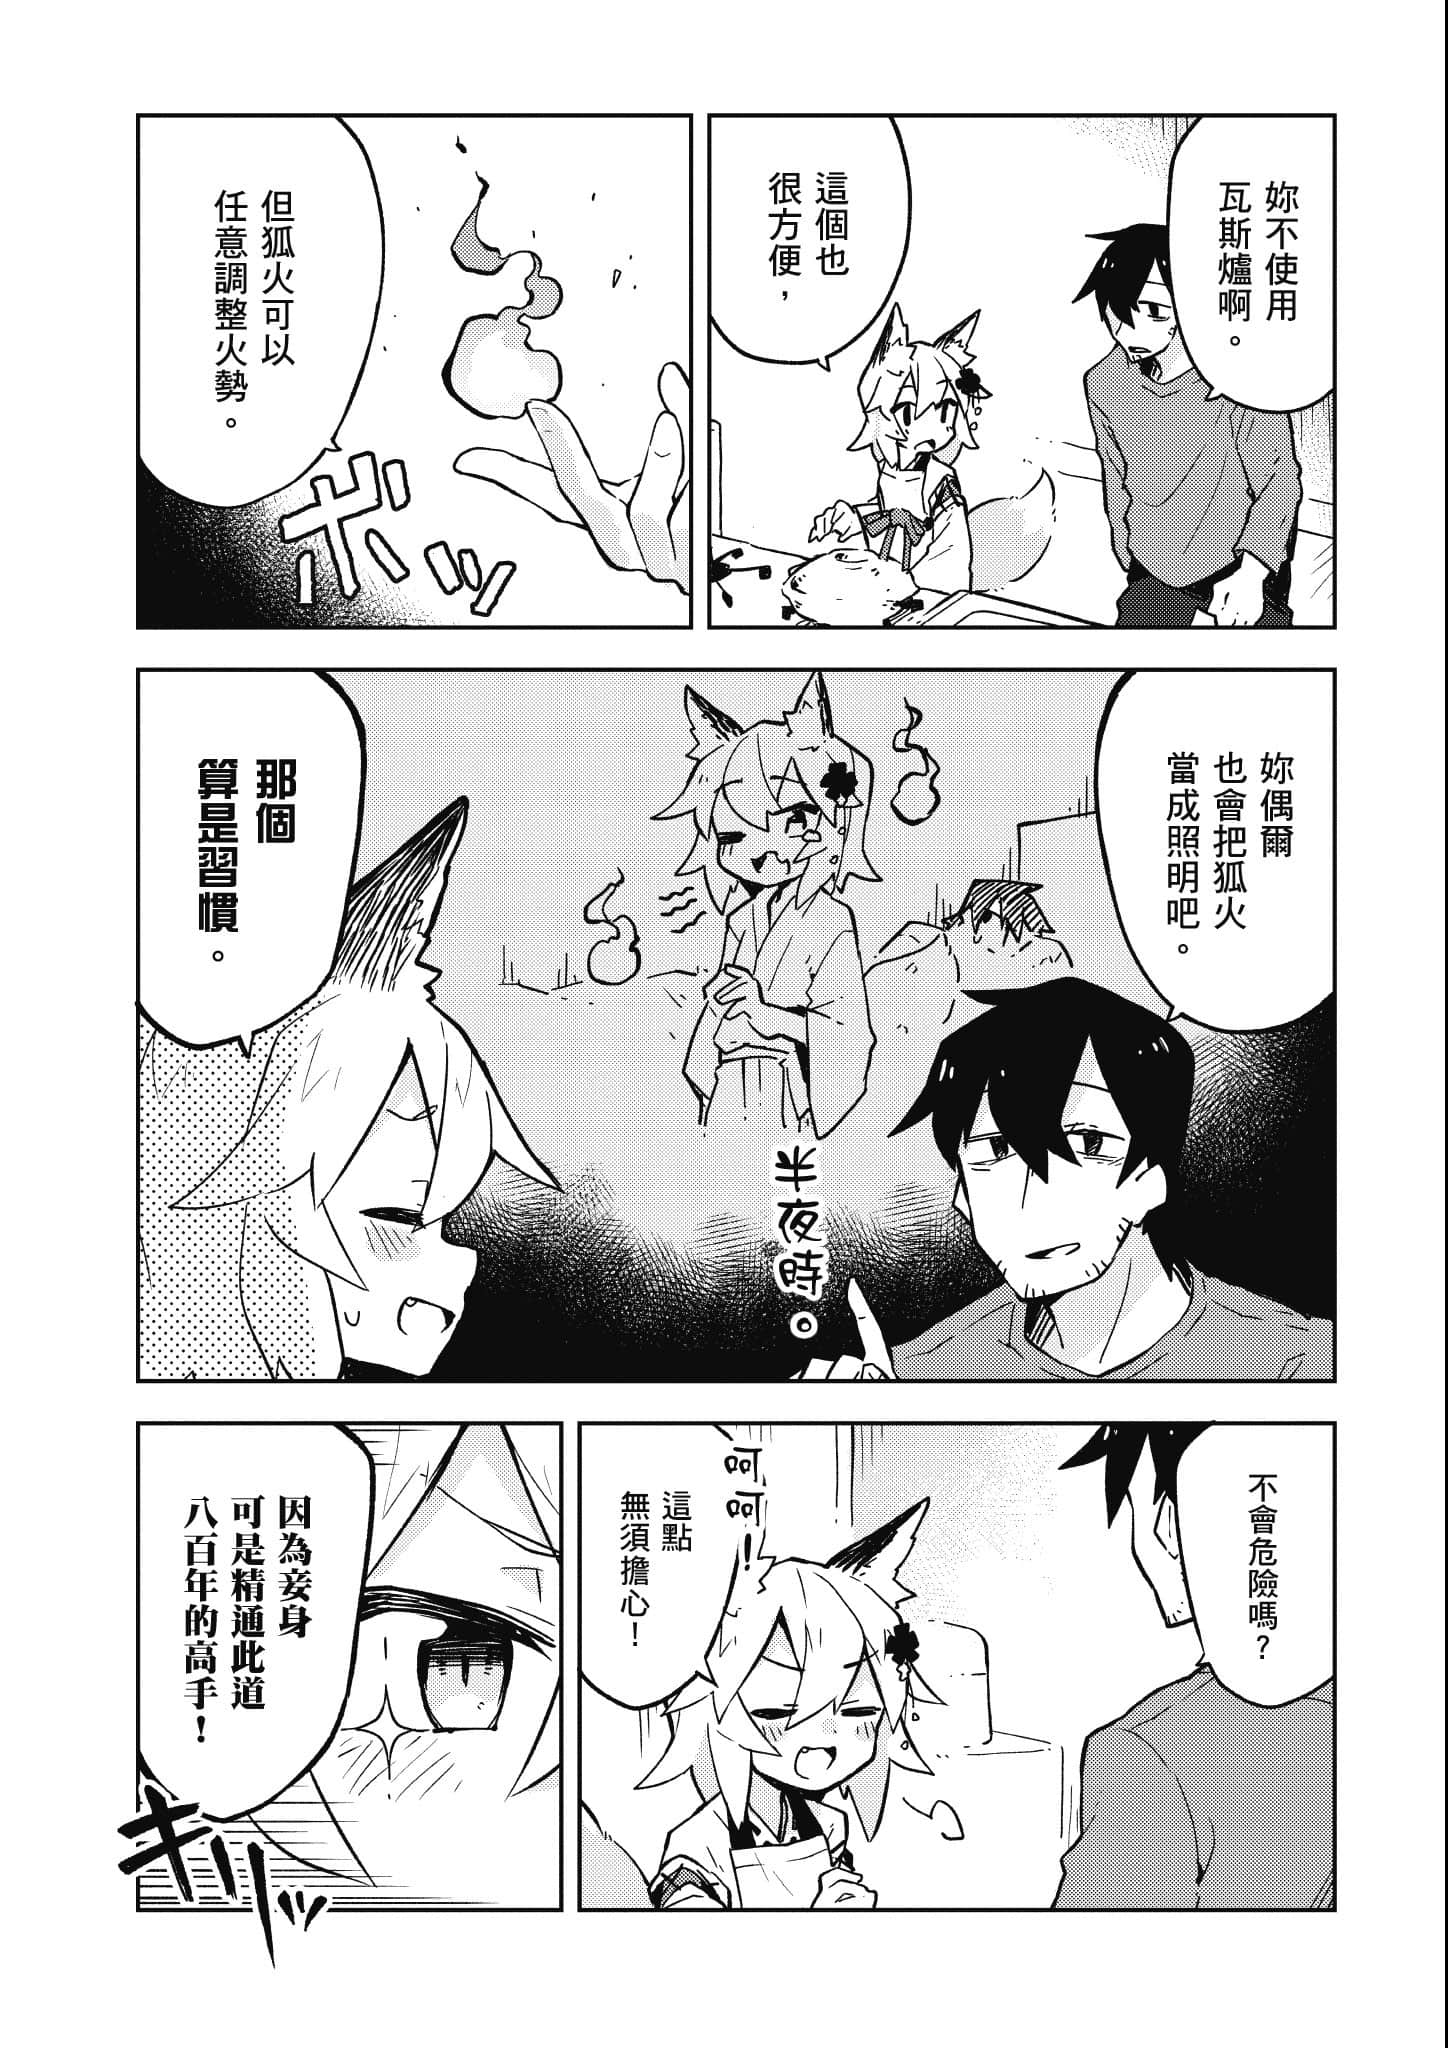 妳不使用
瓦斯爐啊。
這個也
很方便，
但狐火可以
任意調整火勢。
ボッ
妳偶爾
也會把狐火
當成照明吧。
半夜時。
那個
算是習慣。
不會危險嗎？
呵呵！
這點
無須擔心！
因為妾身
可是精通此道
八百年的高手！
キリッ